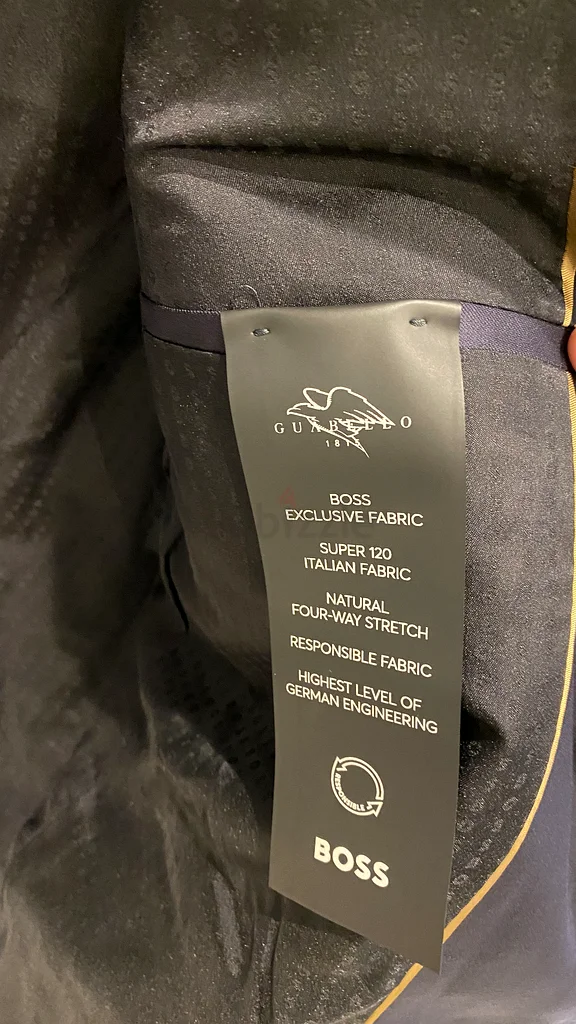 GUABELLO
1815
BOSS
EXCLUSIVE FABRIC
SUPER 120
ITALIAN FABRIC
NATURAL
FOUR-WAY STRETCH
RESPONSIBLE FABRIC
HIGHEST LEVEL OF
GERMAN ENGINEERING
RESPONSIBLE
BOSS